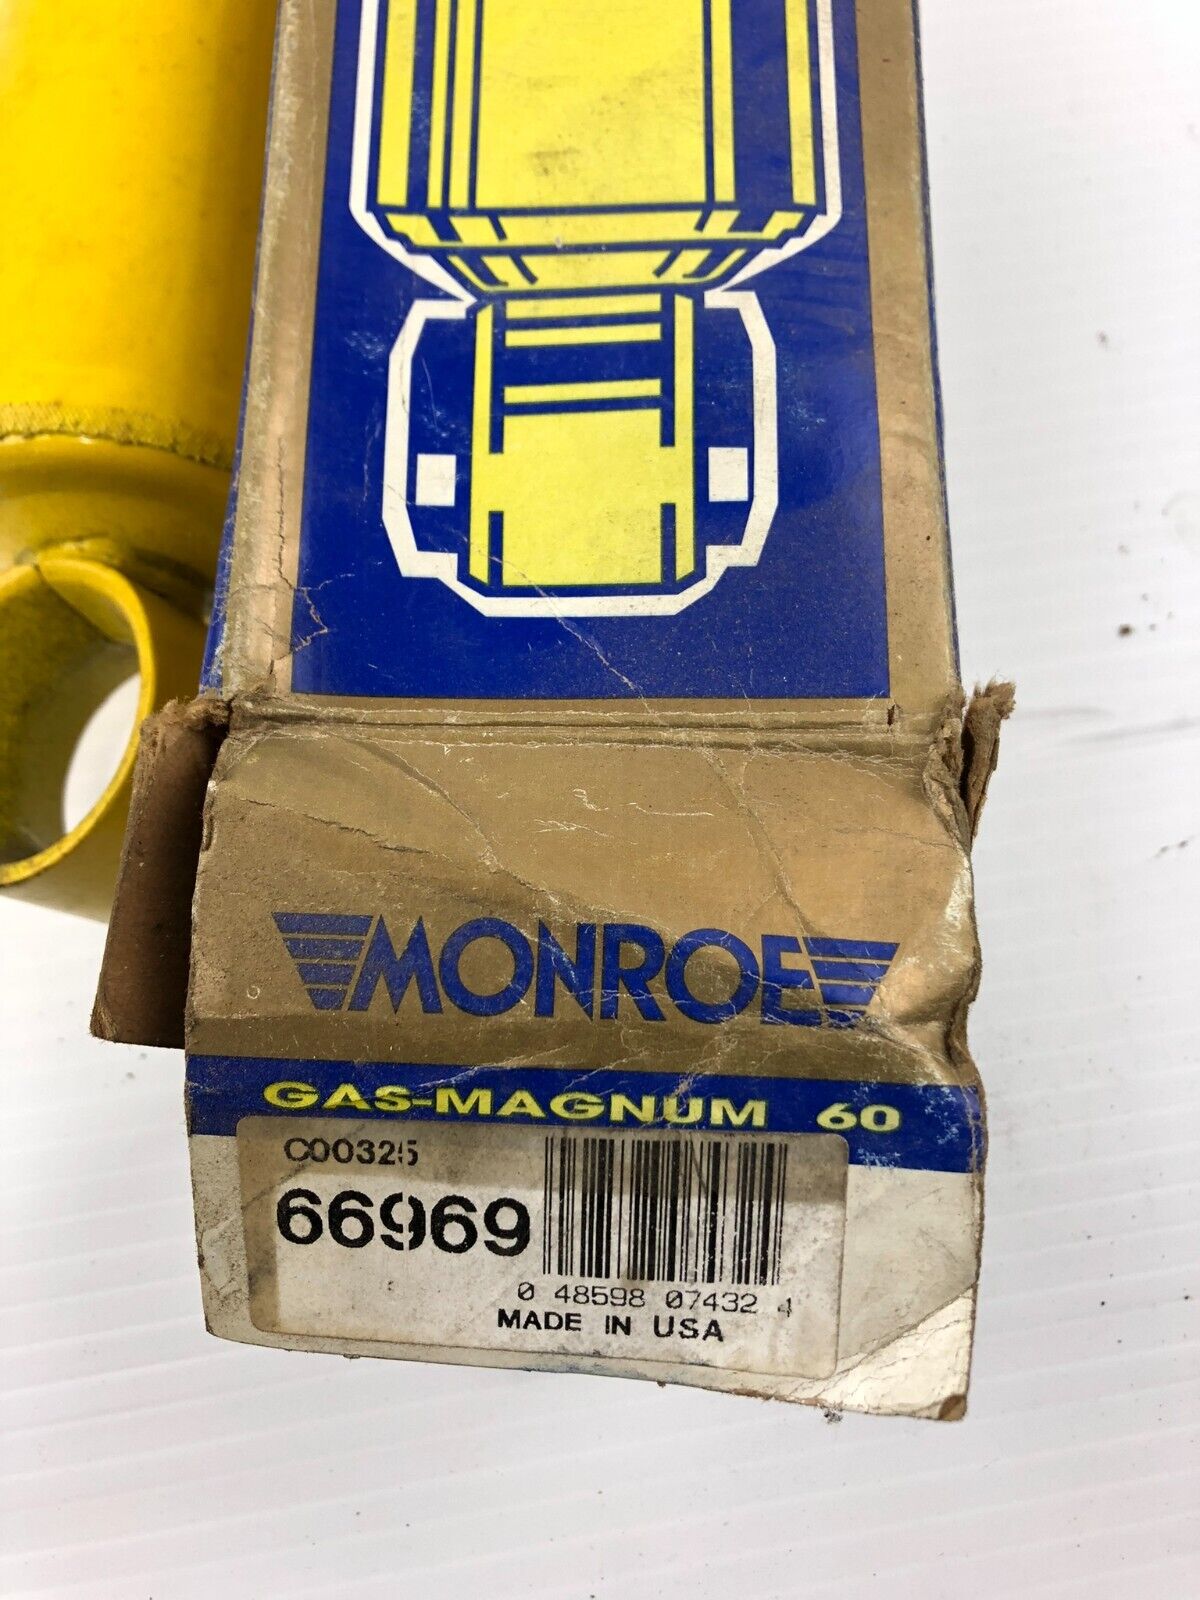 MONROE
GAS-MAGNUM 60
C00325
66969
0 48598 07432 4
MADE IN USA